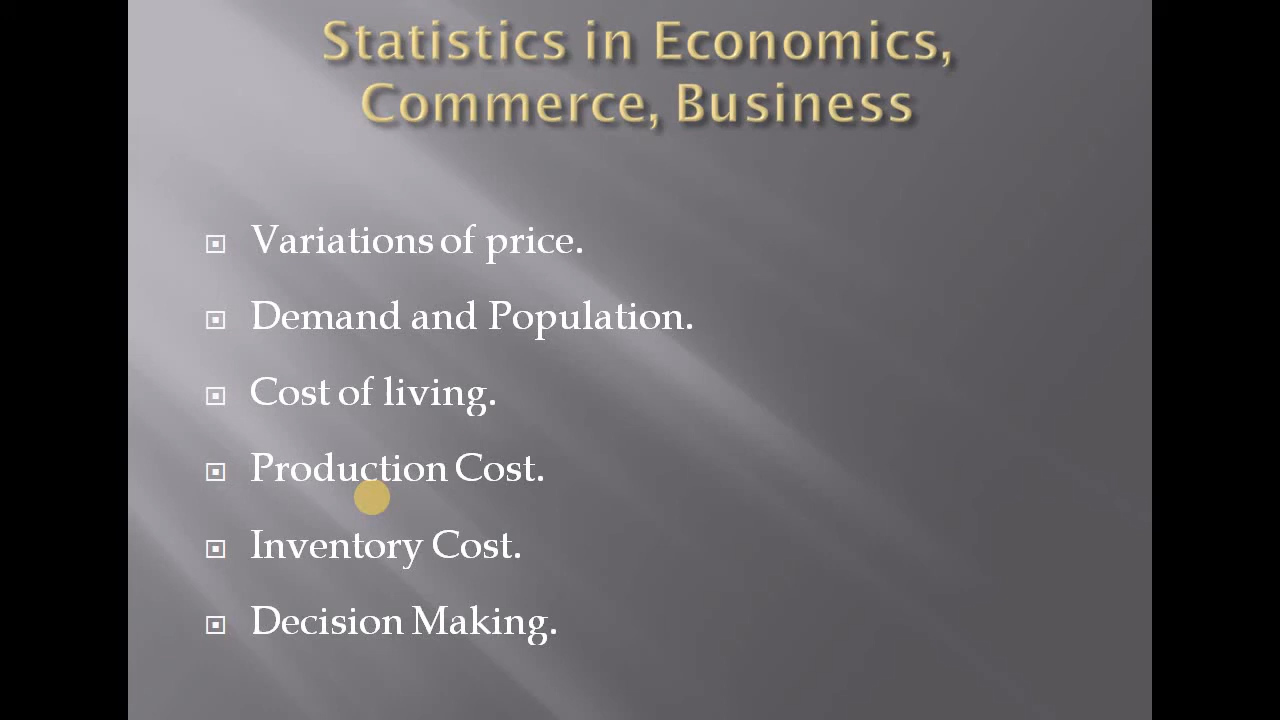 Statistics in Economics,
Commerce, Business
Variations of price.
Demand and Population.
Cost of living.
Production Cost.
Inventory Cost.
Decision Making.